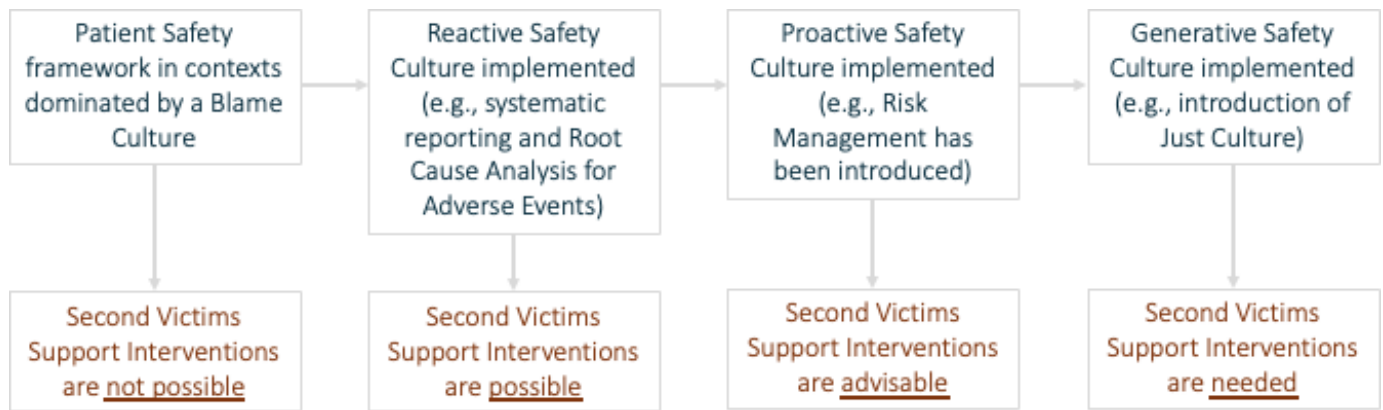 Patient Safety
framework in contexts
dominated by a Blame
Culture
Reactive Safety
Culture implemented
(e.g., systematic
reporting and Root
Cause Analysis for
Adverse Events)
Proactive Safety
Culture implemented
(e.g., Risk
Management has
been introduced)
Generative Safety
Culture implemented
(e.g., introduction of
Just Culture)
Second Victims
Support Interventions
are not possible
Second Victims
Support Interventions
are possible
Second Victims
Support Interventions
are advisable
Second Victims
Support Interventions
are needed